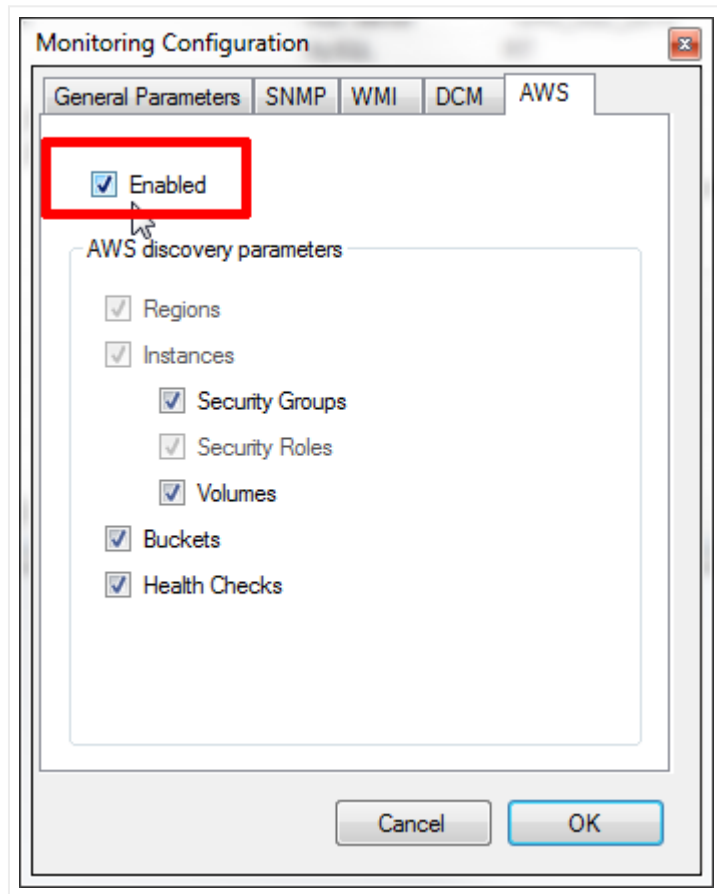 Monitoring Configuration
General Parameters SNMP WMI DCM AWS
Enabled
AWS discovery parameters
Regions
Instances
Security Groups
Security Roles
Volumes
Buckets
Health Checks
Cancel OK